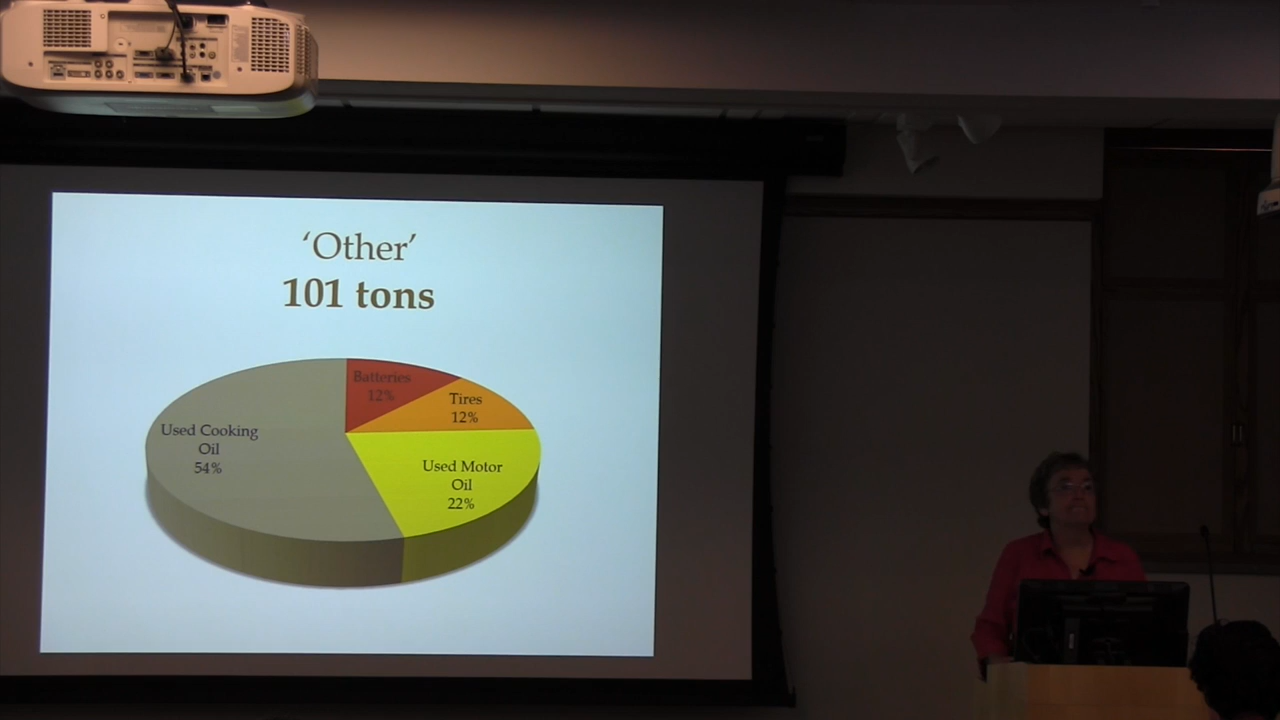 ‘Other’
101 tons
Batteries
12%
Tires
12%
Used Cooking
Oil
54%
Used Motor
Oil
22%